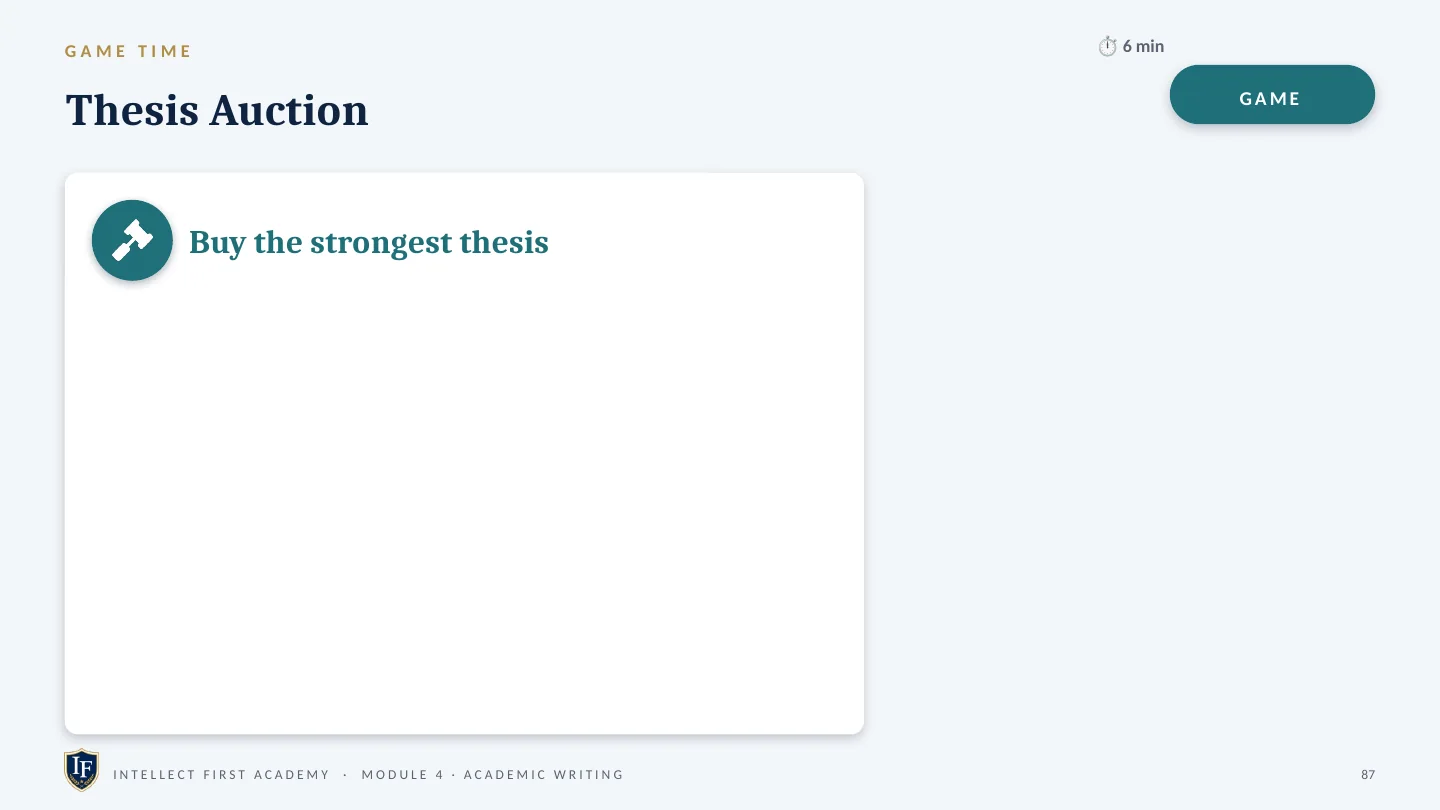 GAME TIME
⏱ 6 min
GAME
Thesis Auction
Buy the strongest thesis
IF
INTELLECT FIRST ACADEMY · MODULE 4 · ACADEMIC WRITING
87